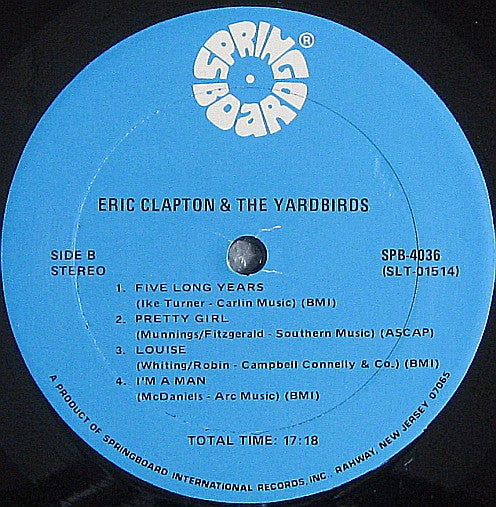 SPRING
BOARD®
ERIC CLAPTON & THE YARDBIRDS
SIDE B
STEREO
SPB-4036
(SLT-01514)
1. FIVE LONG YEARS
(Ike Turner - Carlin Music) (BMI)
2. PRETTY GIRL
(Munnings/Fitzgerald - Southern Music) (ASCAP)
3. LOUISE
(Whiting/Robin - Campbell Connelly & Co.) (BMI)
4. I'M A MAN
(McDaniels - Arc Music) (BMI)
TOTAL TIME: 17:18
A PRODUCT OF SPRINGBOARD INTERNATIONAL RECORDS, INC., RAHWAY, NEW JERSEY 07065